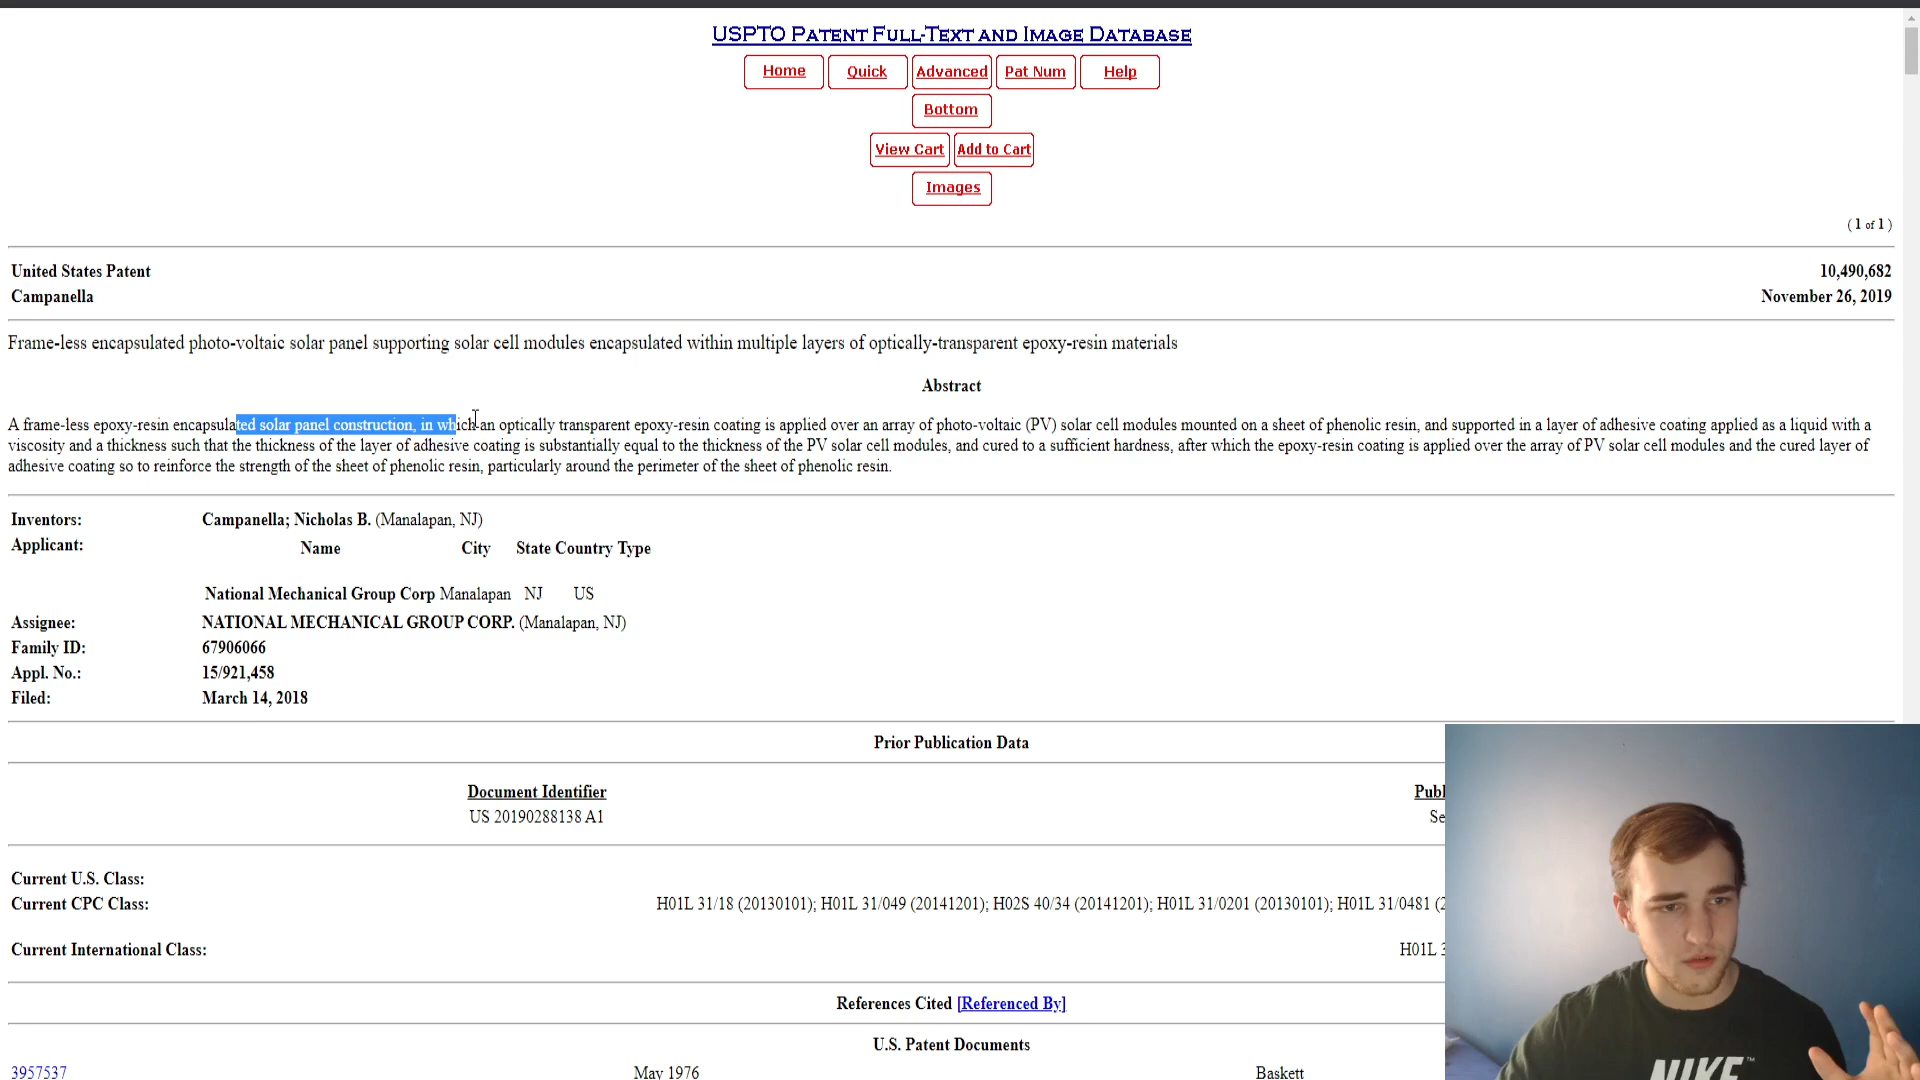 USPTO PATENT FULL-TEXT AND IMAGE DATABASE
Home Quick Advanced Pat Num Help
Bottom
View Cart Add to Cart
Images
( 1 of 1 )
United States Patent 10,490,682
Campanella November 26, 2019
Frame-less encapsulated photo-voltaic solar panel supporting solar cell modules encapsulated within multiple layers of optically-transparent epoxy-resin materials
Abstract
A frame-less epoxy-resin encapsulated solar panel construction, in which an optically transparent epoxy-resin coating is applied over an array of photo-voltaic (PV) solar cell modules mounted on a sheet of phenolic resin, and supported in a layer of adhesive coating applied as a liquid with a
viscosity and a thickness such that the thickness of the layer of adhesive coating is substantially equal to the thickness of the PV solar cell modules, and cured to a sufficient hardness, after which the epoxy-resin coating is applied over the array of PV solar cell modules and the cured layer of
adhesive coating so to reinforce the strength of the sheet of phenolic resin, particularly around the perimeter of the sheet of phenolic resin.
Inventors: Campanella; Nicholas B. (Manalapan, NJ)
Applicant: Name City State Country Type
National Mechanical Group Corp Manalapan NJ US
Assignee: NATIONAL MECHANICAL GROUP CORP. (Manalapan, NJ)
Family ID: 67906066
Appl. No.: 15/921,458
Filed: March 14, 2018
Prior Publication Data
Document Identifier Publ
US 20190288138 A1 Se
Current U.S. Class:
Current CPC Class: H01L 31/18 (20130101); H01L 31/049 (20141201); H02S 40/34 (20141201); H01L 31/0201 (20130101); H01L 31/0481 (2
Current International Class: H01L 3
References Cited [Referenced By]
U.S. Patent Documents
3957537 May 1976 Baskett
NIKE™